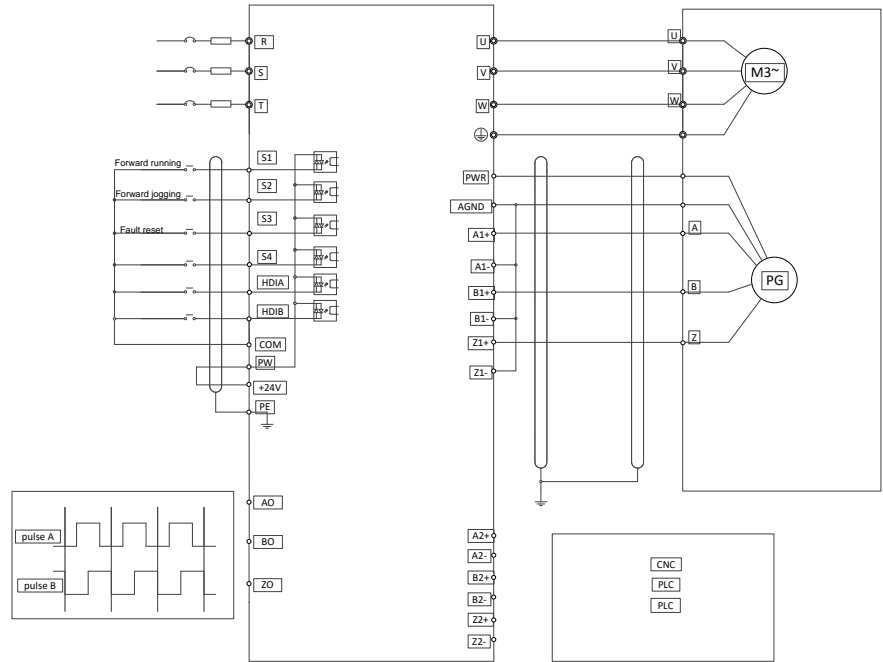 R
S
T
U
V
W
U
V
W
M3~
Forward running
Forward jogging
Fault reset
S1
S2
S3
S4
HDIA
HDIB
COM
PW
+24V
PE
PWR
AGND
A1+
A1-
B1+
B1-
Z1+
Z1-
A
B
Z
PG
pulse A
pulse B
AO
BO
ZO
A2+
A2-
B2+
B2-
Z2+
Z2-
CNC
PLC
PLC